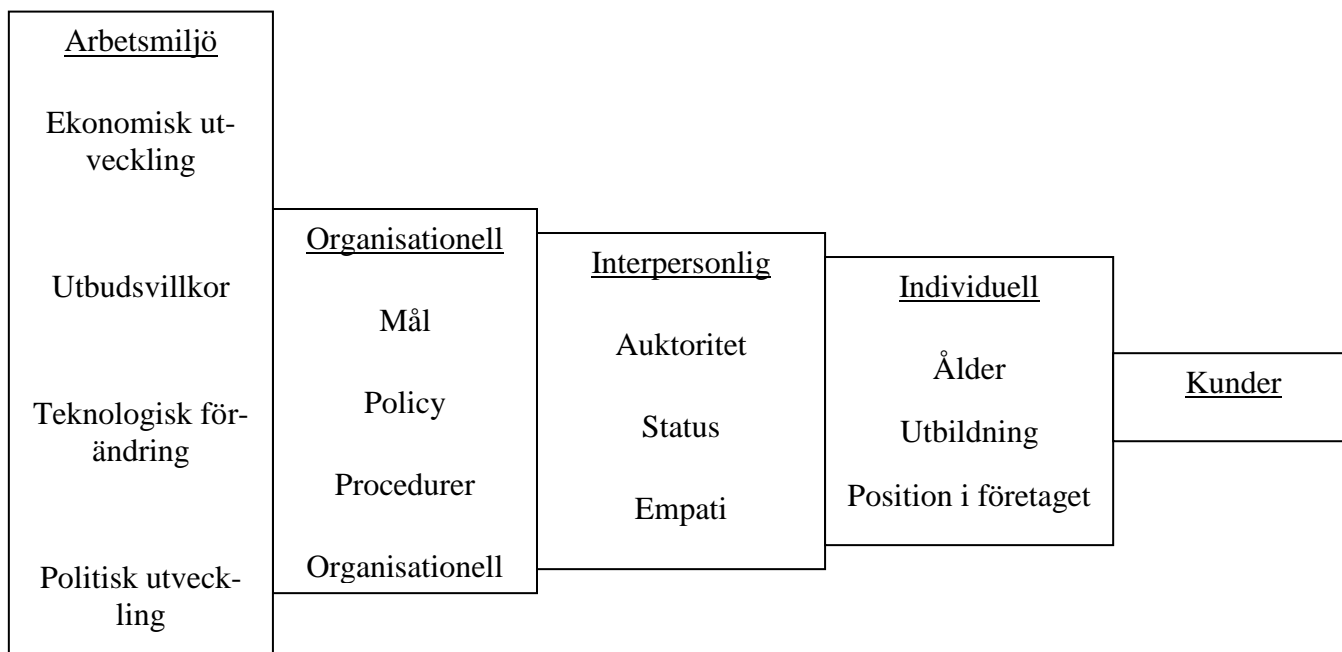 Arbetsmiljö
Ekonomisk ut-
veckling
Utbudsvillkor
Teknologisk för-
ändring
Politisk utveck-
ling
Organisationell
Mål
Policy
Procedurer
Organisationell
Interpersonlig
Auktoritet
Status
Empati
Individuell
Ålder
Utbildning
Position i företaget
Kunder